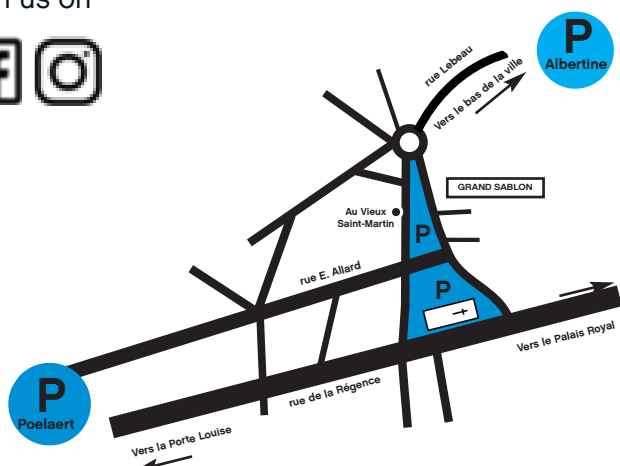 us on
P
Albertine
rue Lebeau
Vers le bas de la ville
GRAND SABLON
Au Vieux
Saint-Martin
P
rue E. Allard
P
Vers le Palais Royal
P
Poelaert
rue de la Régence
Vers la Porte Louise